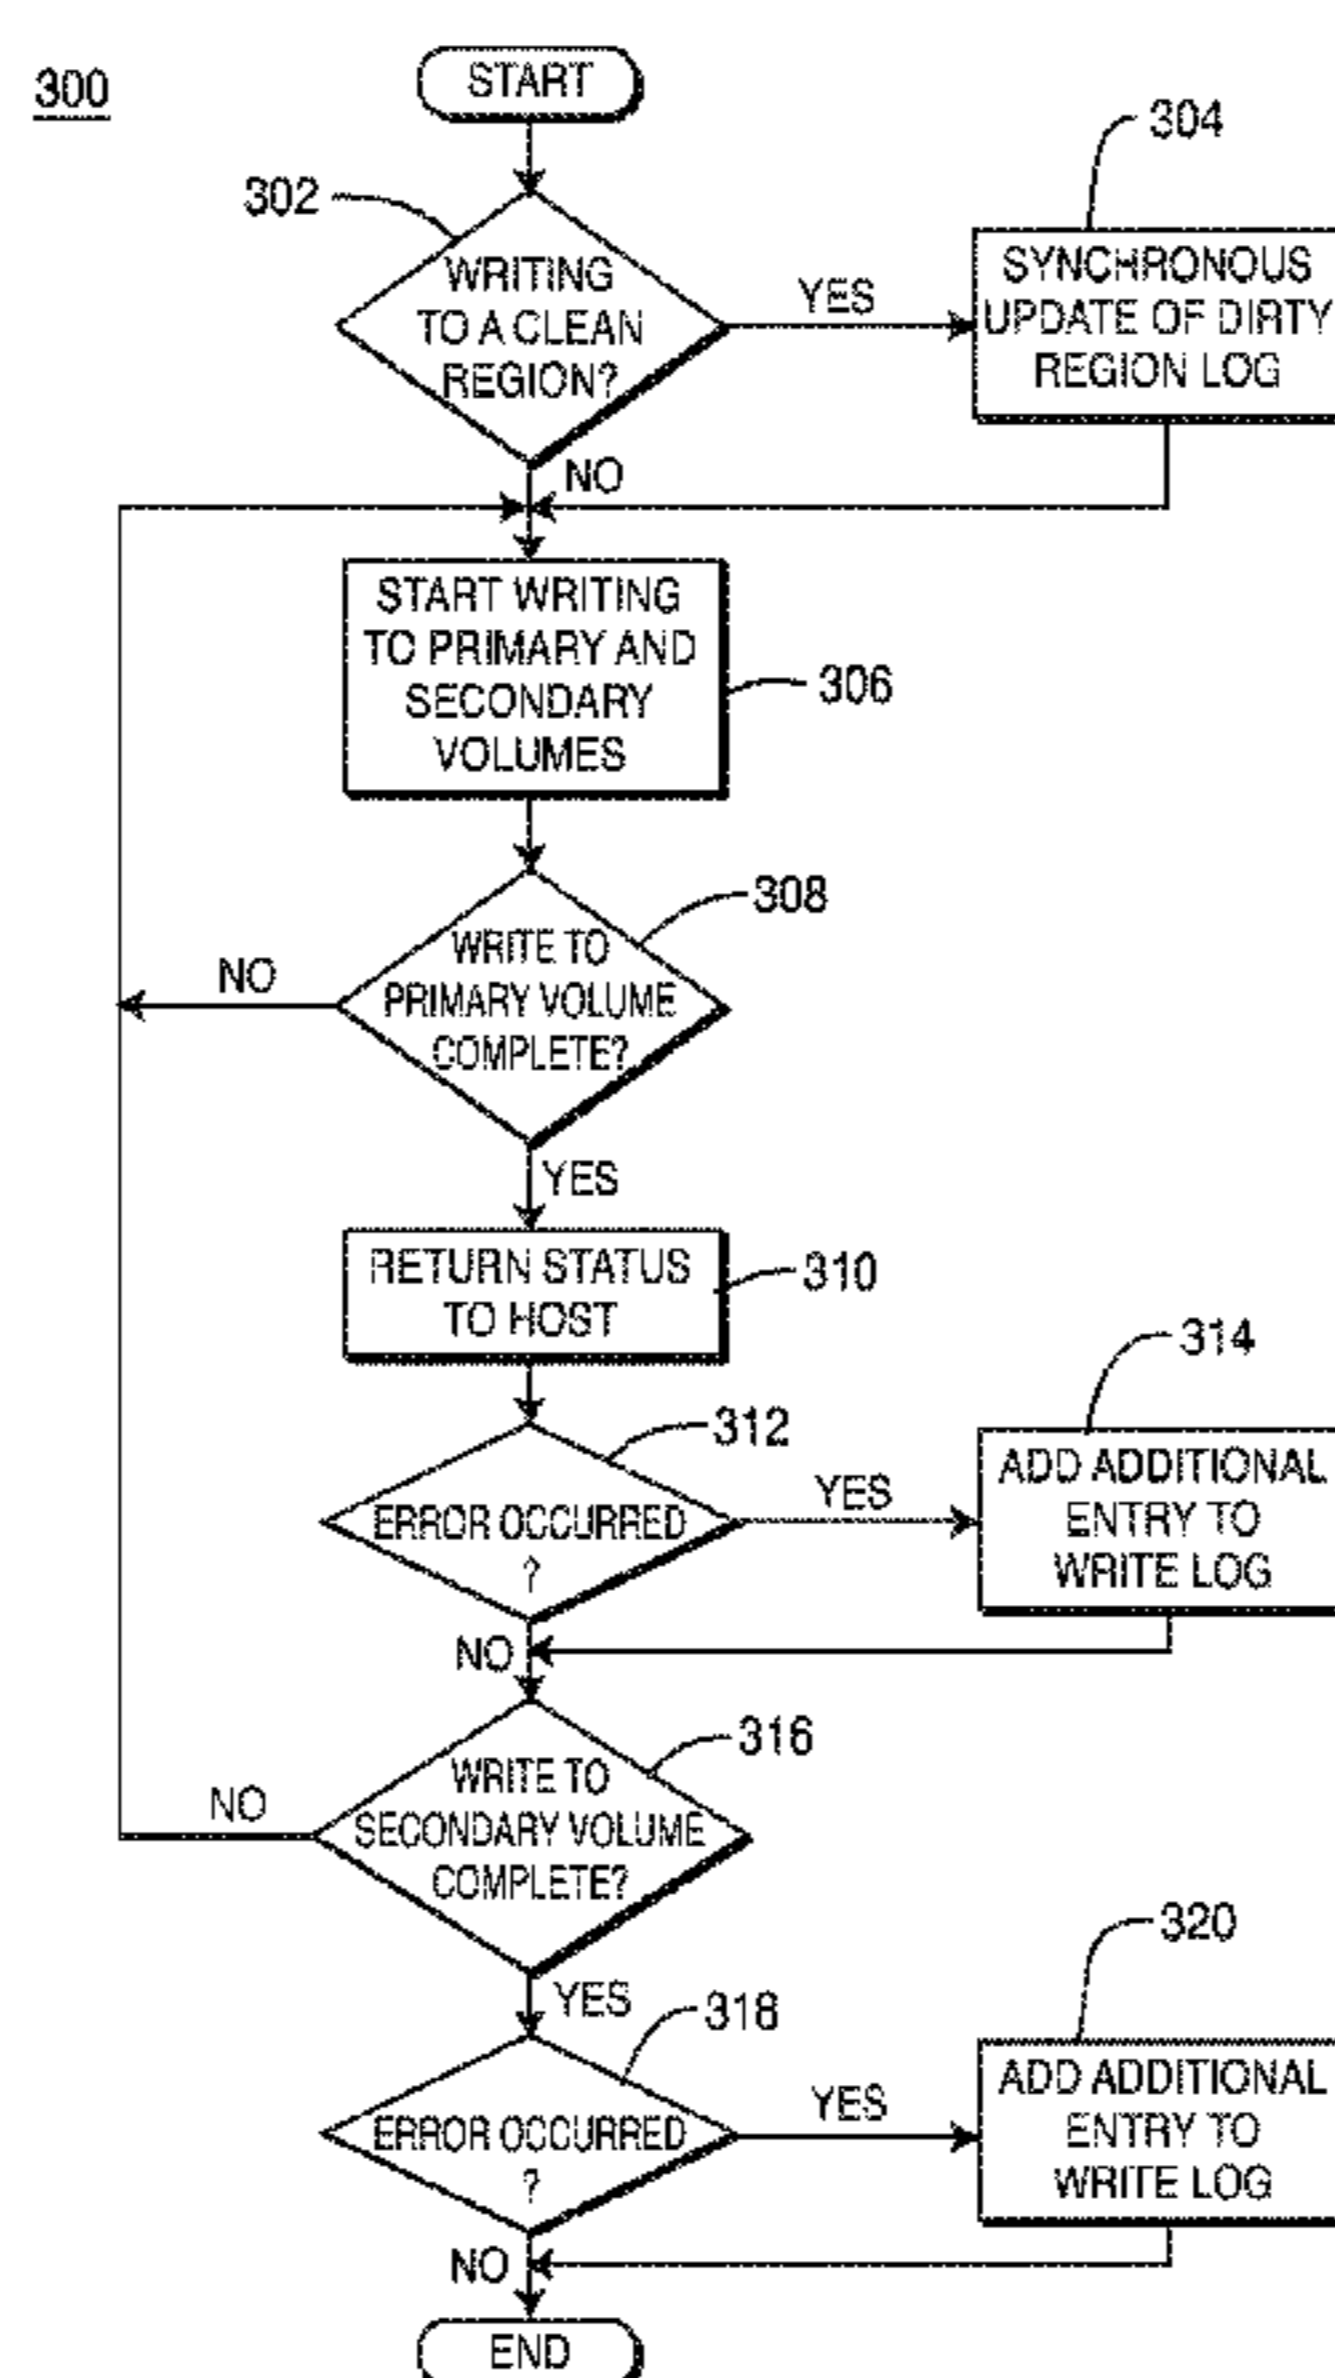 300
START
304
302
WRITING
TO A CLEAN
REGION?
YES
SYNCHRONOUS
UPDATE OF DIRTY
REGION LOG
NO
START WRITING
TO PRIMARY AND
SECONDARY
VOLUMES
306
308
WRITE TO
PRIMARY VOLUME
COMPLETE?
NO
YES
RETURN STATUS
TO HOST
310
314
312
ERROR OCCURRED
?
YES
ADD ADDITIONAL
ENTRY TO
WRITE LOG
NO
316
WRITE TO
SECONDARY VOLUME
COMPLETE?
NO
YES
320
318
ERROR OCCURRED
?
YES
ADD ADDITIONAL
ENTRY TO
WRITE LOG
NO
END